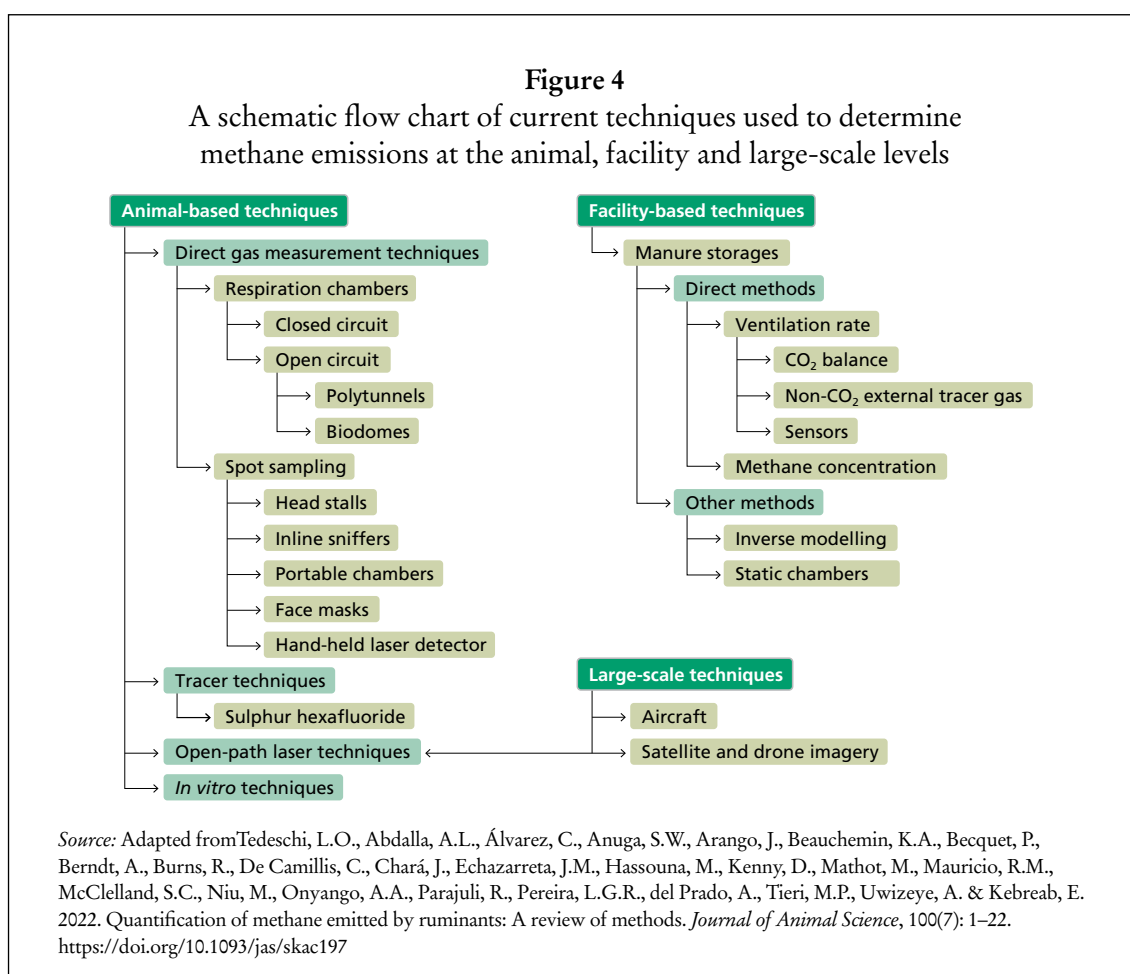 Figure 4
A schematic flow chart of current techniques used to determine
methane emissions at the animal, facility and large-scale levels
Animal-based techniques
Direct gas measurement techniques
Respiration chambers
Closed circuit
Open circuit
Polytunnels
Biodomes
Spot sampling
Head stalls
Inline sniffers
Portable chambers
Face masks
Hand-held laser detector
Tracer techniques
Sulphur hexafluoride
Open-path laser techniques
In vitro techniques
Facility-based techniques
Manure storages
Direct methods
Ventilation rate
CO₂ balance
Non-CO₂ external tracer gas
Sensors
Methane concentration
Other methods
Inverse modelling
Static chambers
Large-scale techniques
Aircraft
Satellite and drone imagery
Source: Adapted fromTedeschi, L.O., Abdalla, A.L., Álvarez, C., Anuga, S.W., Arango, J., Beauchemin, K.A., Becquet, P.,
Berndt, A., Burns, R., De Camillis, C., Chará, J., Echazarreta, J.M., Hassouna, M., Kenny, D., Mathot, M., Mauricio, R.M.,
McClelland, S.C., Niu, M., Onyango, A.A., Parajuli, R., Pereira, L.G.R., del Prado, A., Tieri, M.P., Uwizeye, A. & Kebreab, E.
2022. Quantification of methane emitted by ruminants: A review of methods. Journal of Animal Science, 100(7): 1–22.
https://doi.org/10.1093/jas/skac197